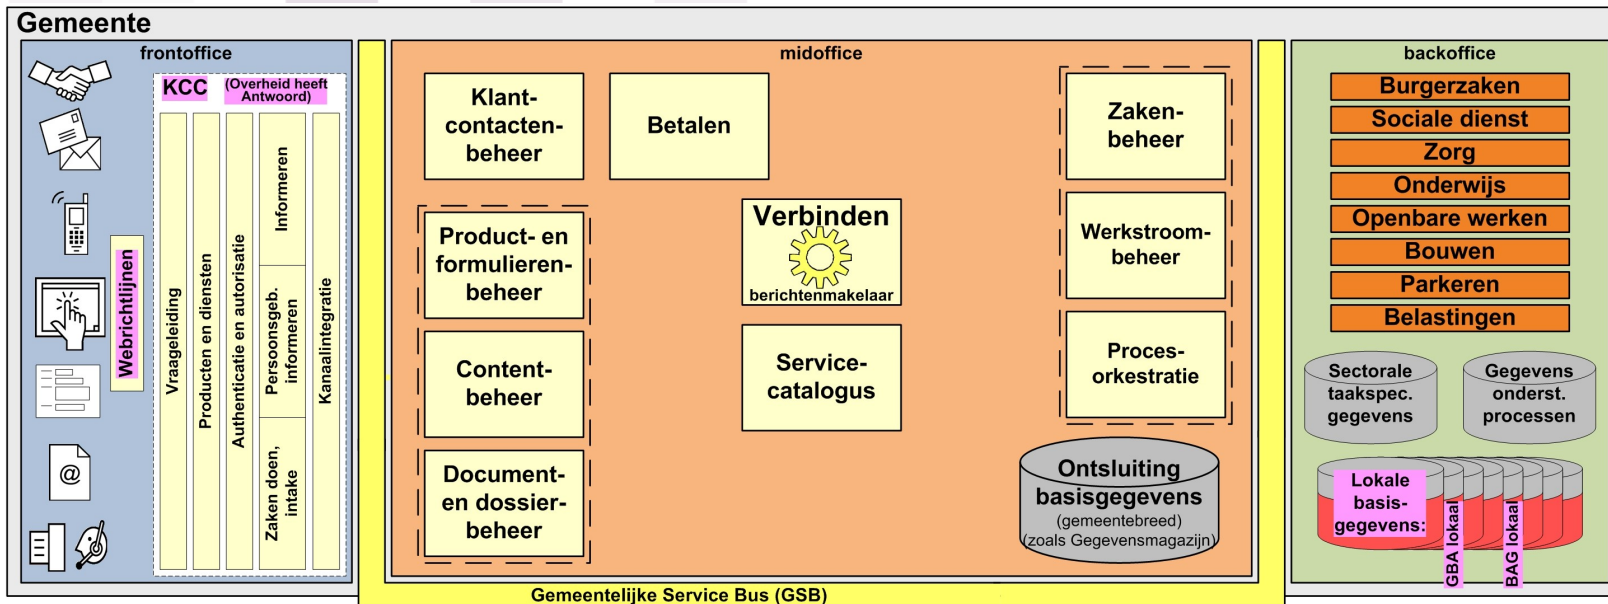 Gemeente
frontoffice
KCC
(Overheid heeft
Antwoord)
Webrichtlijnen
Vraageleiding
Producten en diensten
Authenticatie en autorisatie
Informeren
Persoonsgeb.
informeren
Zaken doen,
intake
Kanaalintegratie
@
midoffice
Klant-
contacten-
beheer
Betalen
Product- en
formulieren-
beheer
Content-
beheer
Document-
en dossier-
beheer
Verbinden
berichtenmakelaar
Service-
catalogus
Zaken-
beheer
Werkstroom-
beheer
Proces-
orkestratie
Ontsluiting
basisgegevens
(gemeentebreed)
(zoals Gegevensmagazijn)
Gemeentelijke Service Bus (GSB)
backoffice
Burgerzaken
Sociale dienst
Zorg
Onderwijs
Openbare werken
Bouwen
Parkeren
Belastingen
Sectorale
taakspec.
gegevens
Gegevens
onderst.
processen
Lokale
basis-
gegevens:
GBA lokaal
BAG lokaal